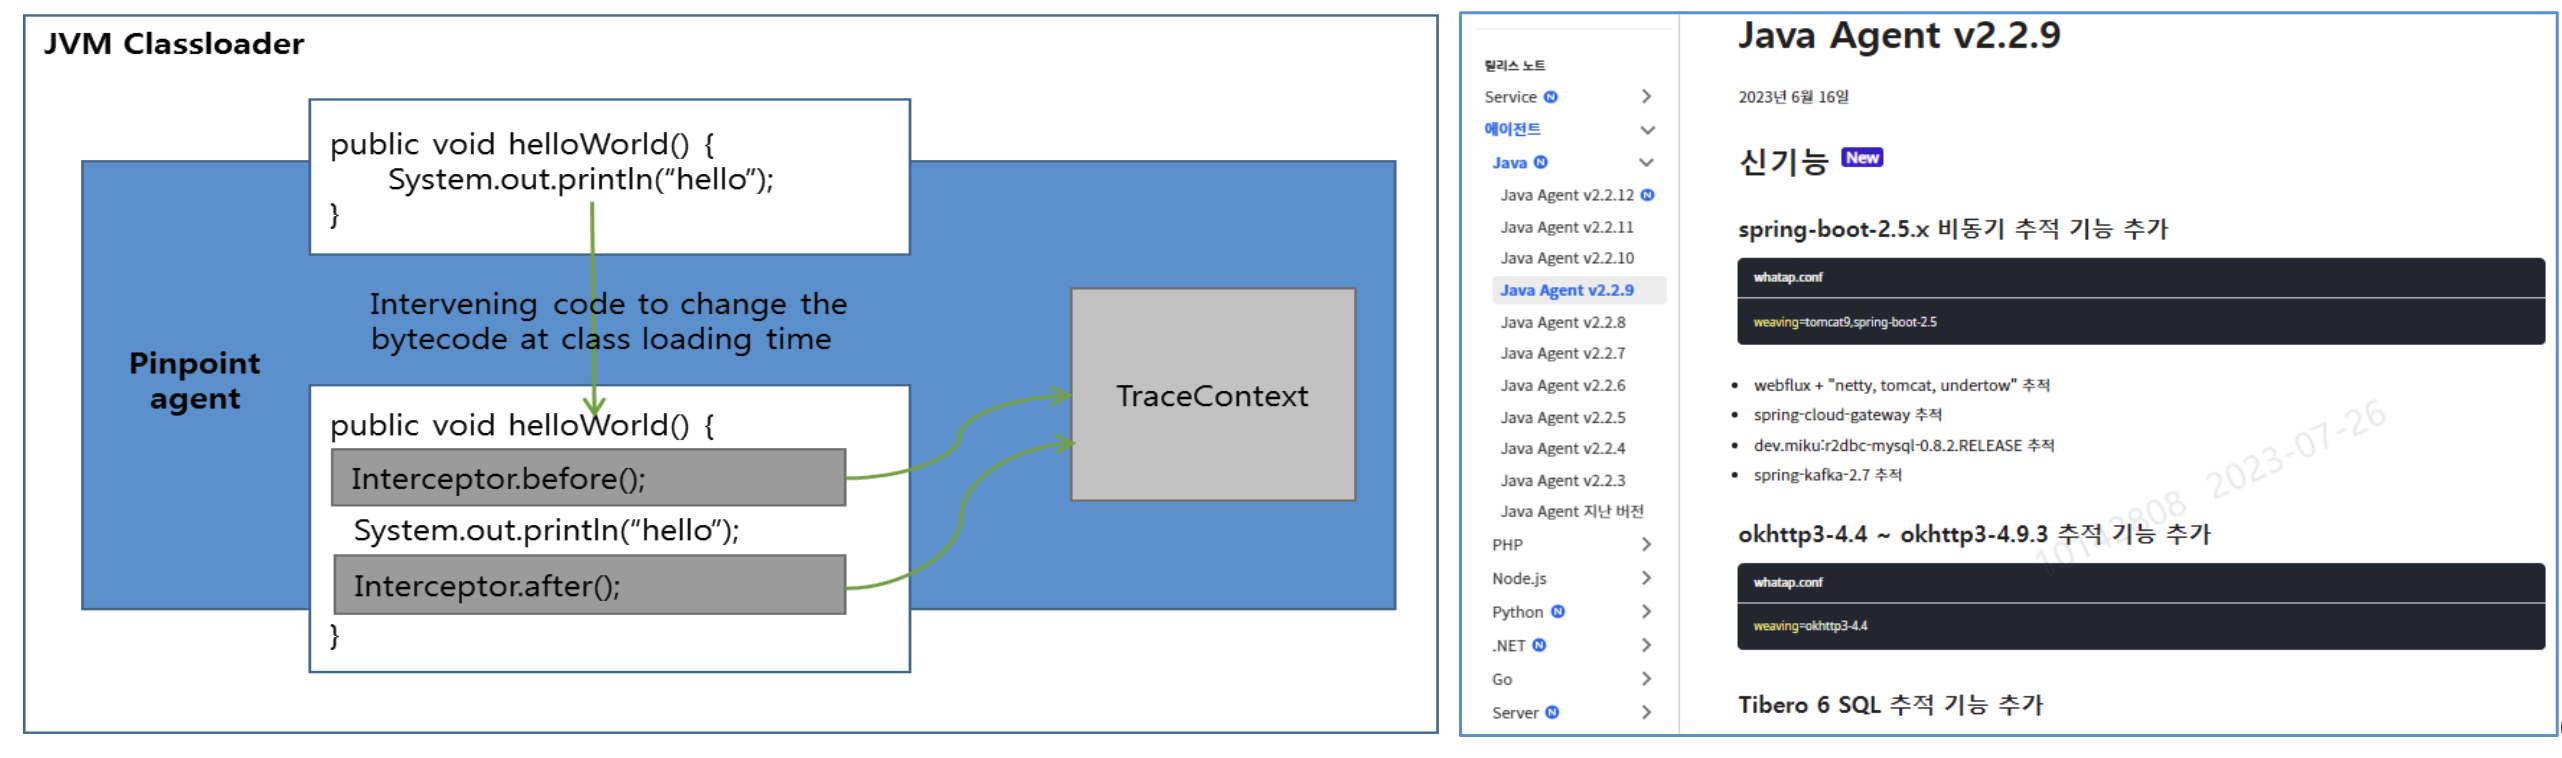 JVM Classloader
public void helloWorld() {
System.out.println(“hello”);
}
Intervening code to change the
bytecode at class loading time
Pinpoint
agent
public void helloWorld() {
Interceptor.before();
System.out.println(“hello”);
Interceptor.after();
}
TraceContext
릴리스 노트
Service N
에이전트
Java N
Java Agent v2.2.12 N
Java Agent v2.2.11
Java Agent v2.2.10
Java Agent v2.2.9
Java Agent v2.2.8
Java Agent v2.2.7
Java Agent v2.2.6
Java Agent v2.2.5
Java Agent v2.2.4
Java Agent v2.2.3
Java Agent 지난 버전
PHP
Node.js
Python N
.NET N
Go
Server N
Java Agent v2.2.9
2023년 6월 16일
신기능 New
spring-boot-2.5.x 비동기 추적 기능 추가
whatap.conf
weaving=tomcat9,spring-boot-2.5
• webflux + "netty, tomcat, undertow" 추적
• spring-cloud-gateway 추적
• dev.miku:r2dbc-mysql-0.8.2.RELEASE 추적
• spring-kafka-2.7 추적
okhttp3-4.4 ~ okhttp3-4.9.3 추적 기능 추가
whatap.conf
weaving=okhttp3-4.4
Tibero 6 SQL 추적 기능 추가
2023-07-26